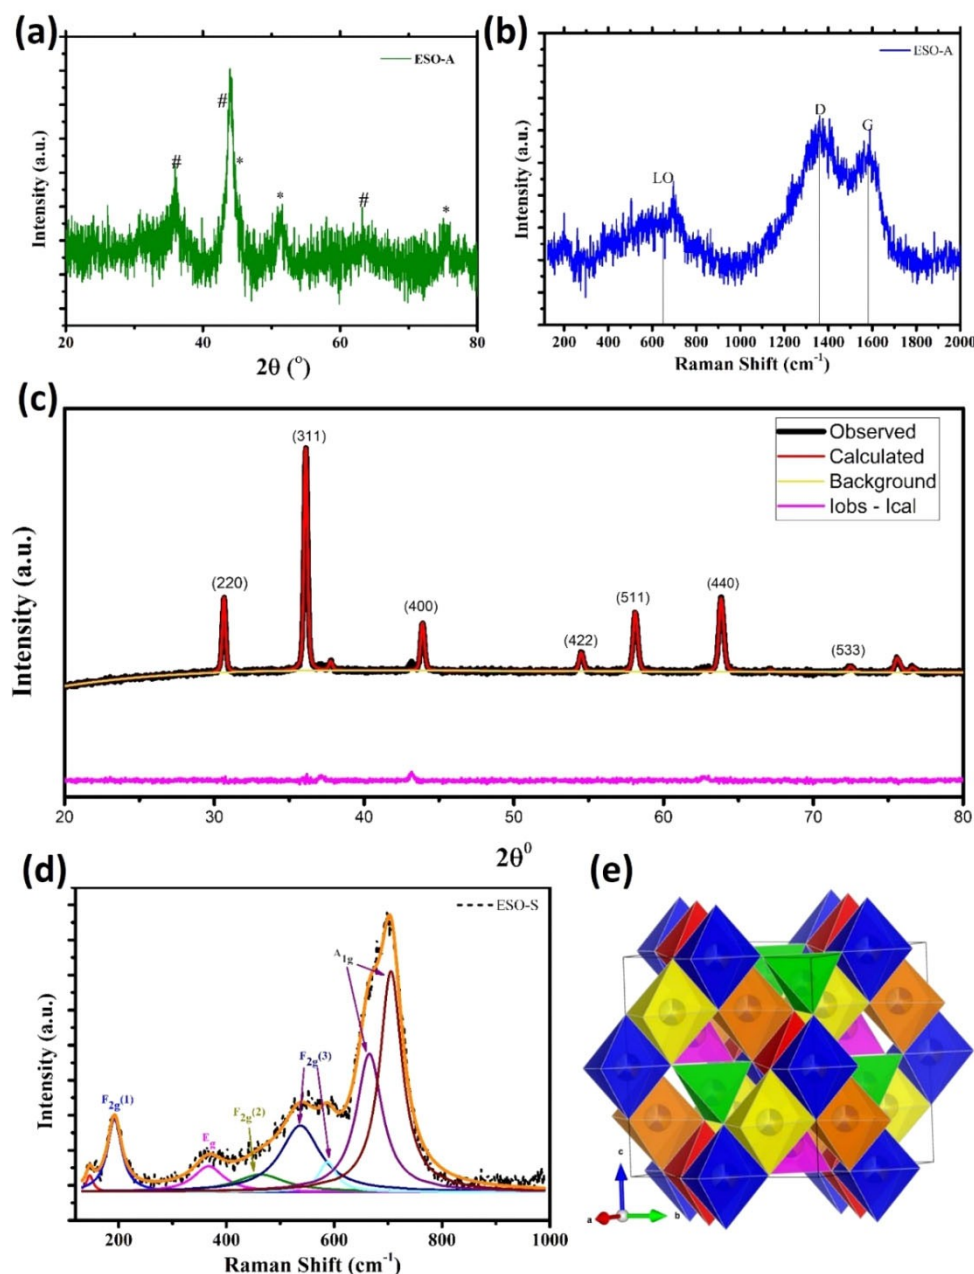 (a)
ESO-A
#
#
*
*
#
*
Intensity (a.u.)
20 40 60 80
2θ (°)
(b)
ESO-A
D
G
LO
Intensity (a.u.)
200 400 600 800 1000 1200 1400 1600 1800 2000
Raman Shift (cm-1)
(c)
(311)
Observed
Calculated
Background
Iobs - Ical
(220)
(400)
(422)
(511)
(440)
(533)
Intensity (a.u.)
20 30 40 50 60 70 80
2θ0
(d)
ESO-S
A1g
F2g(3)
F2g(1)
F2g(2)
Eg
Intensity (a.u.)
200 400 600 800 1000
Raman Shift (cm-1)
(e)
c
a
b